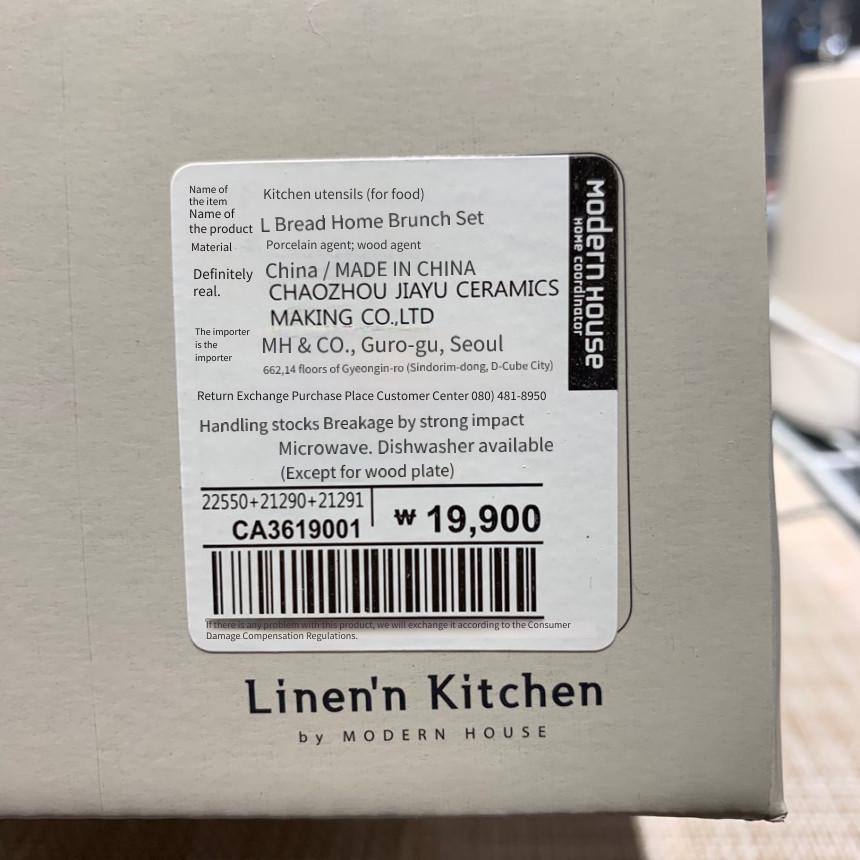 Name of
the item
Kitchen utensils (for food)
Name of
the product
L Bread Home Brunch Set
Material
Porcelain agent; wood agent
Definitely
real.
China / MADE IN CHINA
CHAOZHOU JIAYU CERAMICS
MAKING CO.,LTD
The importer
is the
importer
MH & CO., Guro-gu, Seoul
662,14 floors of Gyeongin-ro (Sindorim-dong, D-Cube City)
Return Exchange Purchase Place Customer Center 080) 481-8950
Handling stocks Breakage by strong impact
Microwave. Dishwasher available
(Except for wood plate)
22550+21290+21291
CA3619001
₩ 19,900
If there is any problem with this product, we will exchange it according to the Consumer
Damage Compensation Regulations.
modern house
HOME coordinator
Linen'n Kitchen
by MODERN HOUSE